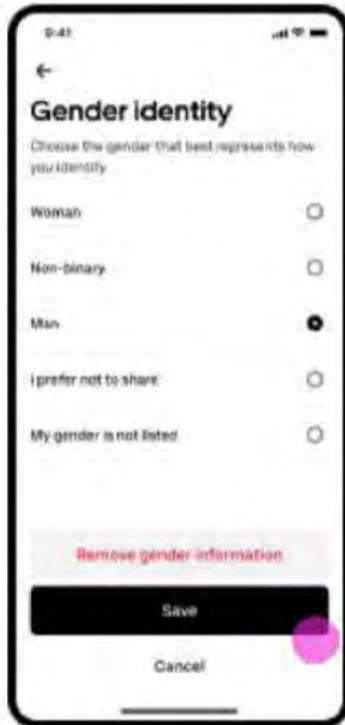 9:41
Gender identity
Choose the gender that best represents how
you identify
Woman
Non-binary
Man
I prefer not to share
My gender is not listed
Remove gender information
Save
Cancel